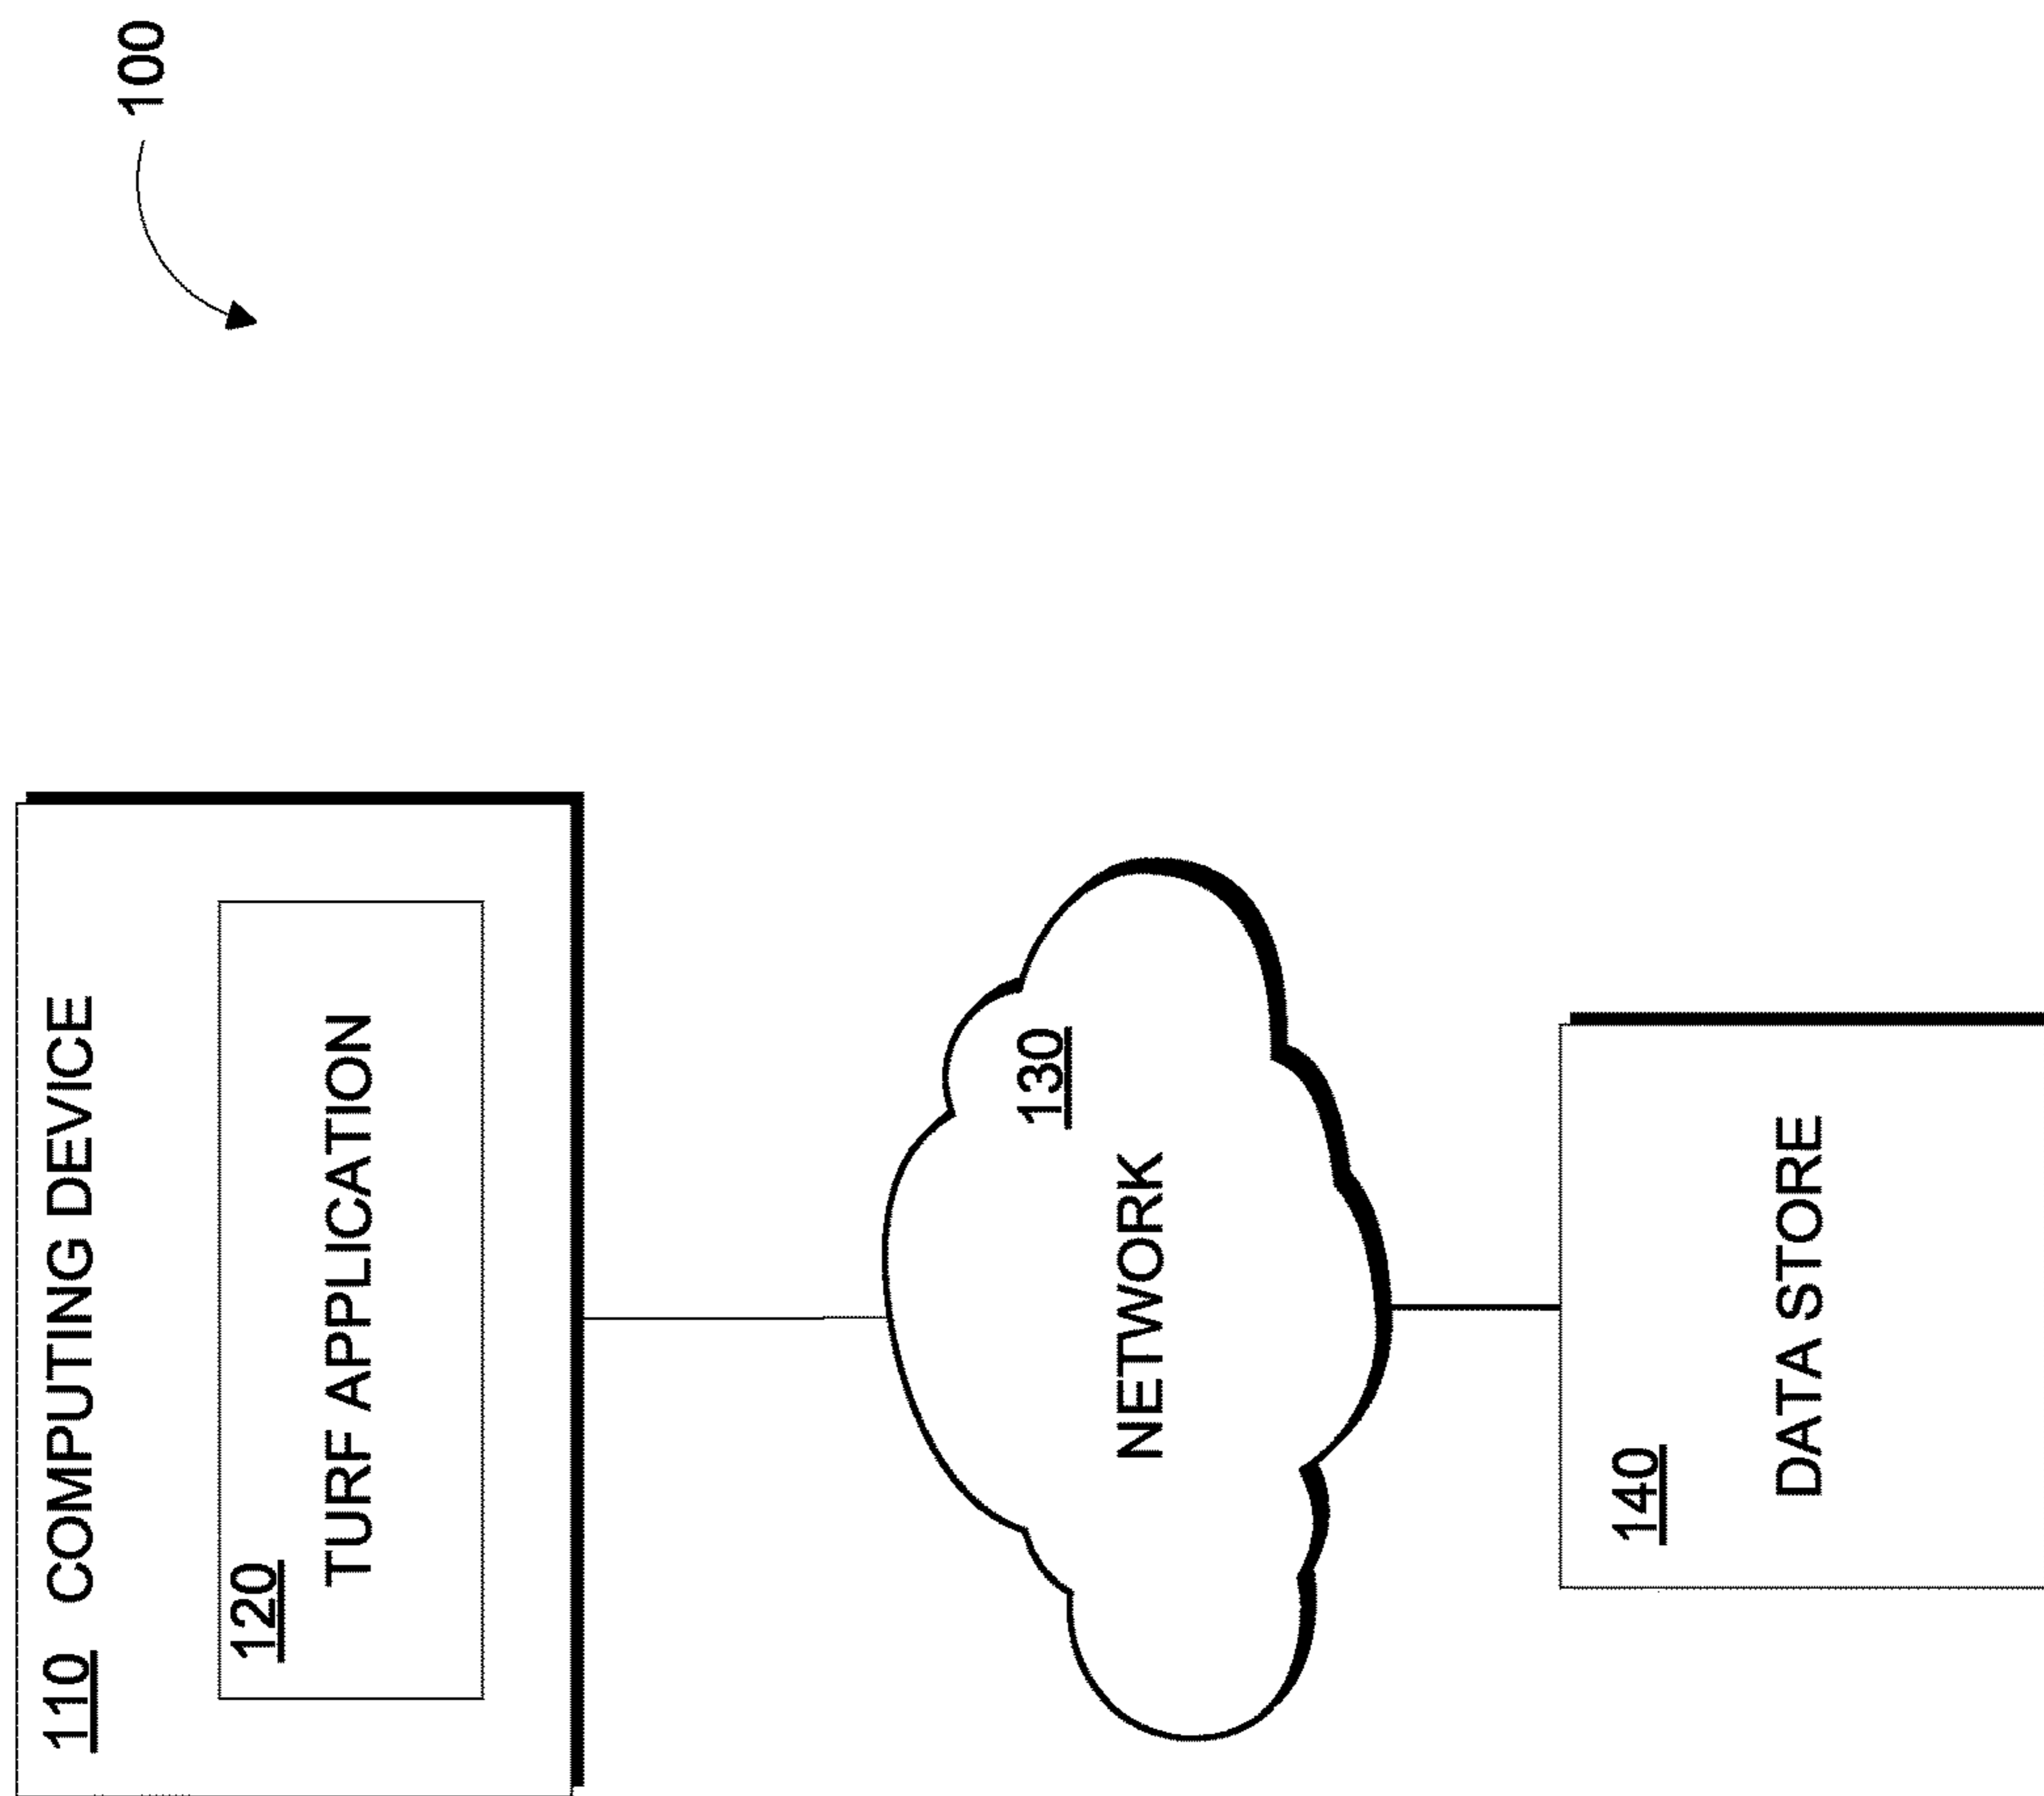 100
110 COMPUTING DEVICE
120
TURF APPLICATION
130
NETWORK
140
DATA STORE